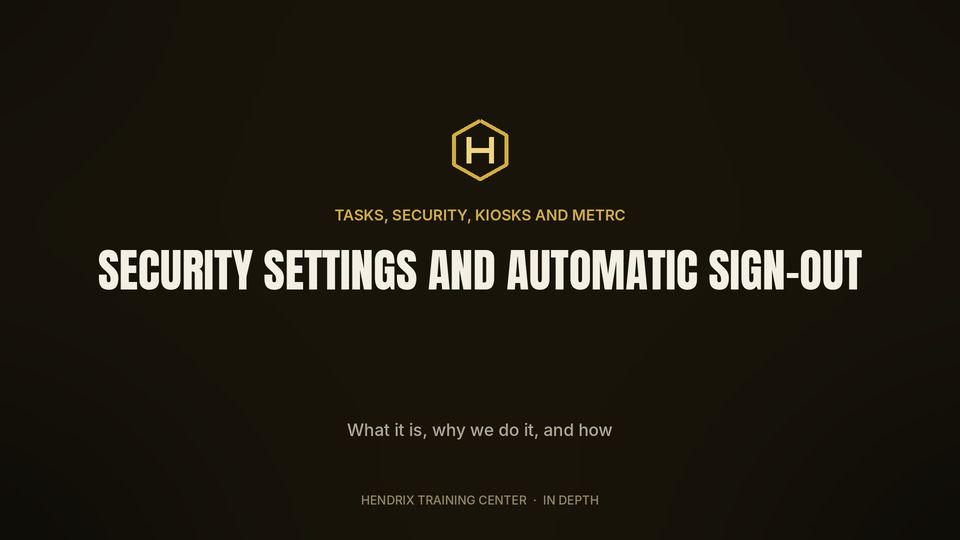 H
TASKS, SECURITY, KIOSKS AND METRC
SECURITY SETTINGS AND AUTOMATIC SIGN-OUT
What it is, why we do it, and how
HENDRIX TRAINING CENTER · IN DEPTH